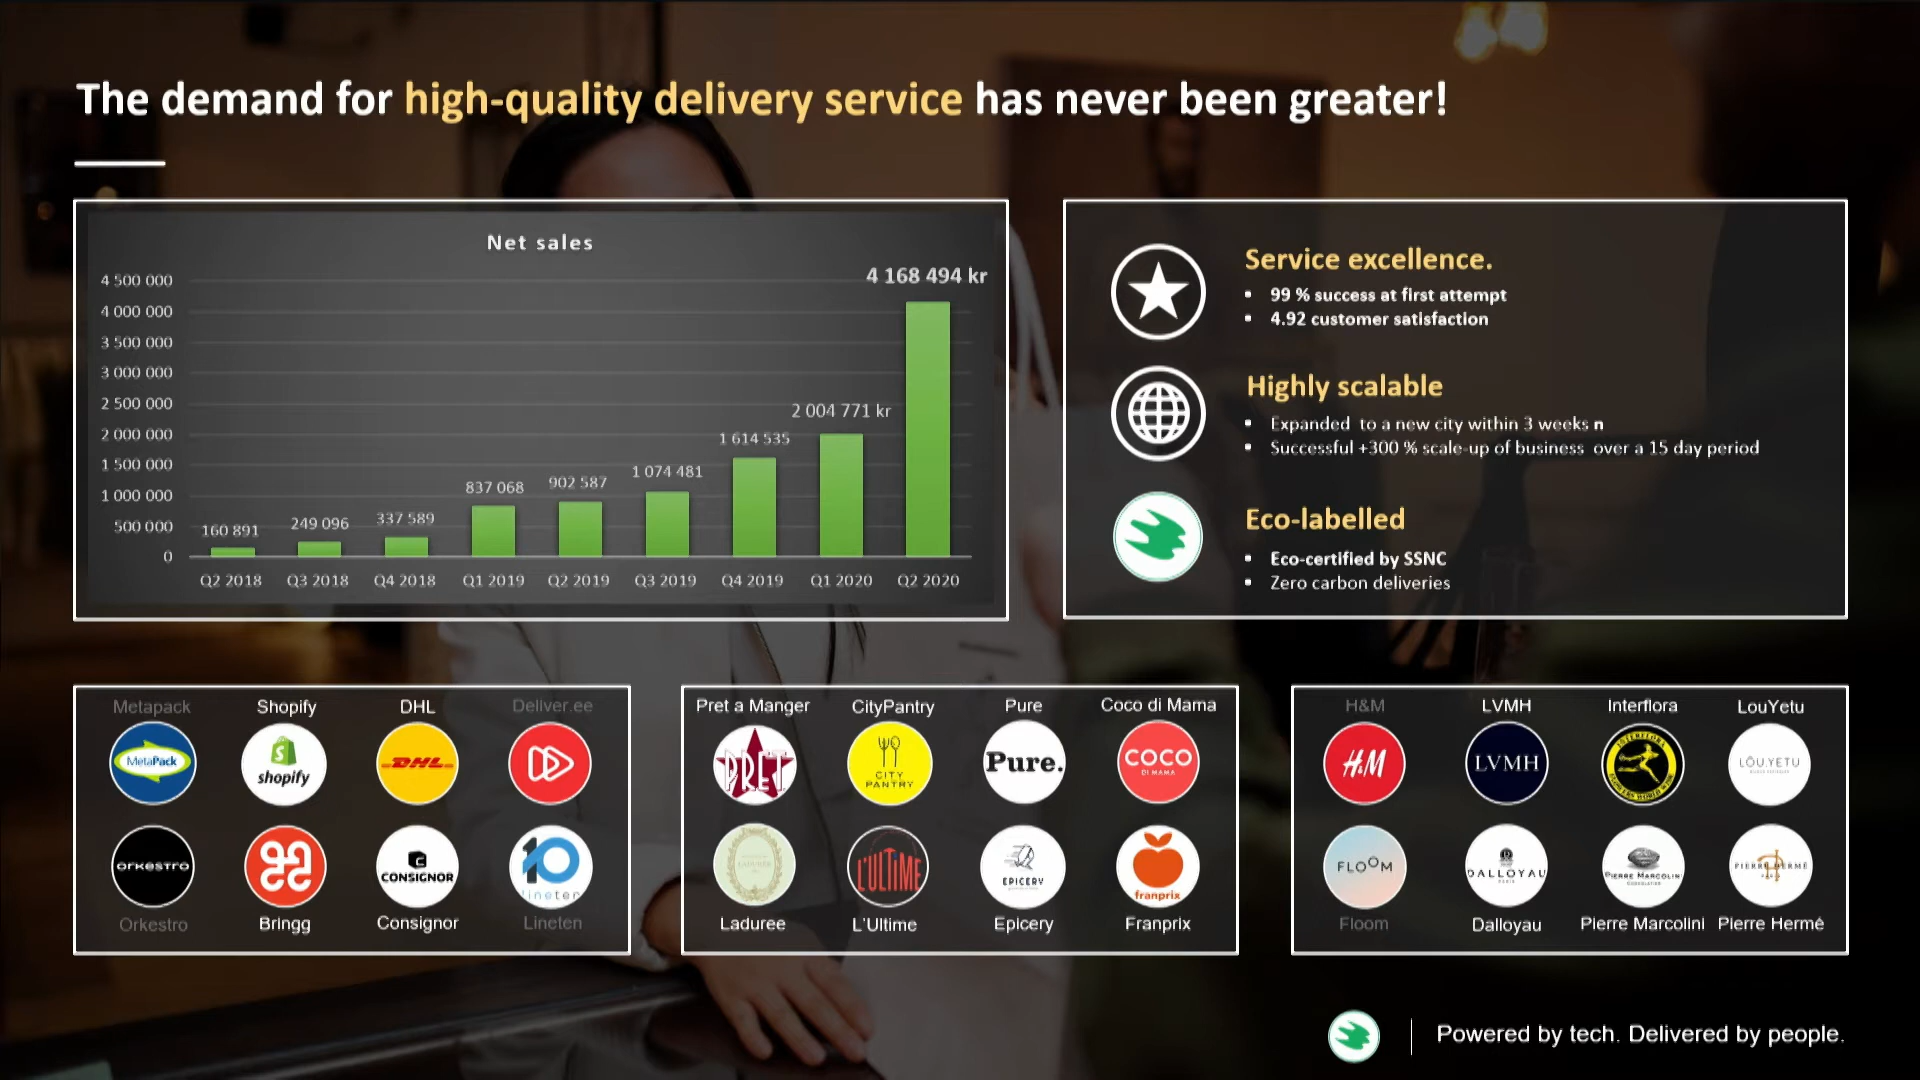 The demand for high-quality delivery service has never been greater!
Net sales
4 500 000
4 000 000
3 500 000
3 000 000
2 500 000
2 000 000
1 500 000
1 000 000
500 000
0
160 891
249 096
337 589
837 068
902 587
1 074 481
1 614 535
2 004 771 kr
4 168 494 kr
Q2 2018 Q3 2018 Q4 2018 Q1 2019 Q2 2019 Q3 2019 Q4 2019 Q1 2020 Q2 2020
Service excellence.
▪ 99 % success at first attempt
▪ 4.92 customer satisfaction
Highly scalable
▪ Expanded to a new city within 3 weeks n
▪ Successful +300 % scale-up of business over a 15 day period
Eco-labelled
▪ Eco-certified by SSNC
▪ Zero carbon deliveries
Metapack Shopify DHL Deliver.ee
MetaPack shopify DHL
orkestro CONSIGNOR 10 lineten
Orkestro Bringg Consignor Lineten
Pret a Manger CityPantry Pure Coco di Mama
PRET CITY PANTRY Pure. COCO DI MAMA
LADURÉE L'ULTIME EPICERY franprix
Laduree L'Ultime Epicery Franprix
H&M LVMH Interflora LouYetu
H&M LVMH INTERFLORA LOU.YETU
FLOOM DALLOYAU PIERRE MARCOLINI PIERRE HERMÉ
Floom Dalloyau Pierre Marcolini Pierre Hermé
Powered by tech. Delivered by people.